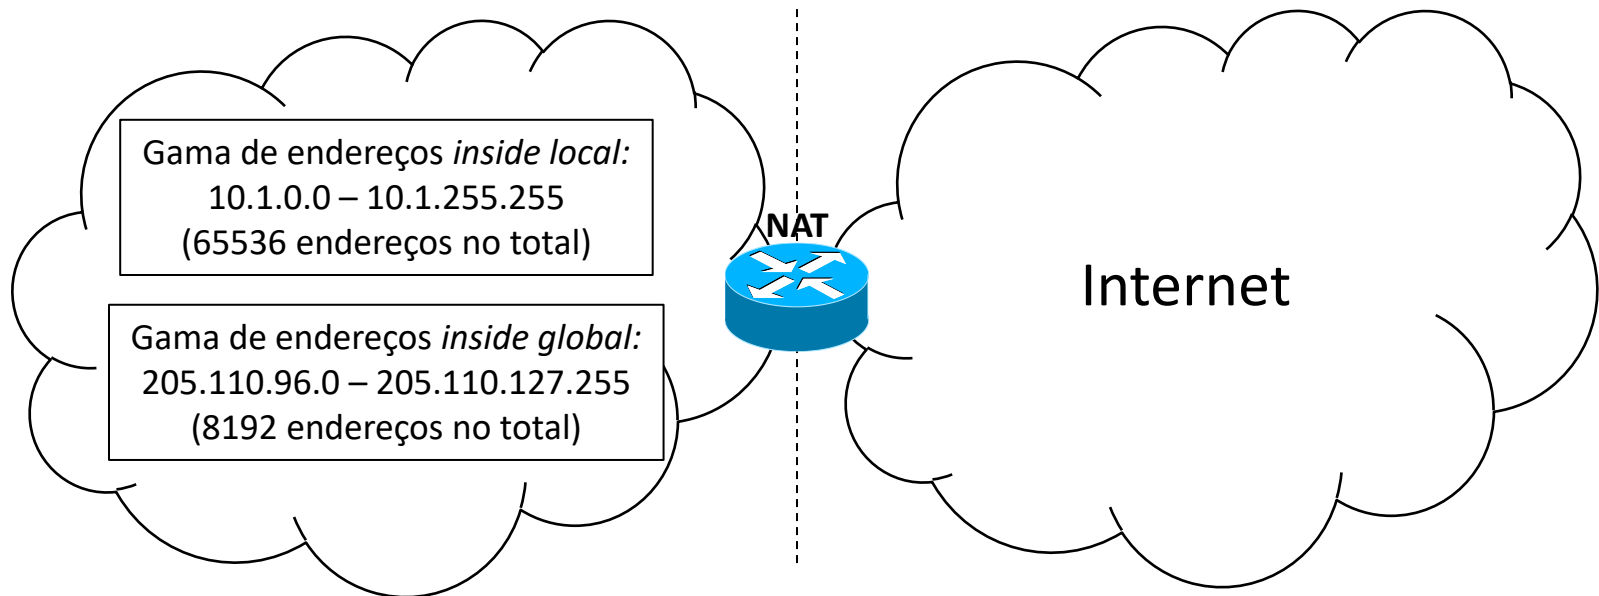 Gama de endereços inside local:
10.1.0.0 – 10.1.255.255
(65536 endereços no total)
Gama de endereços inside global:
205.110.96.0 – 205.110.127.255
(8192 endereços no total)
NAT
Internet